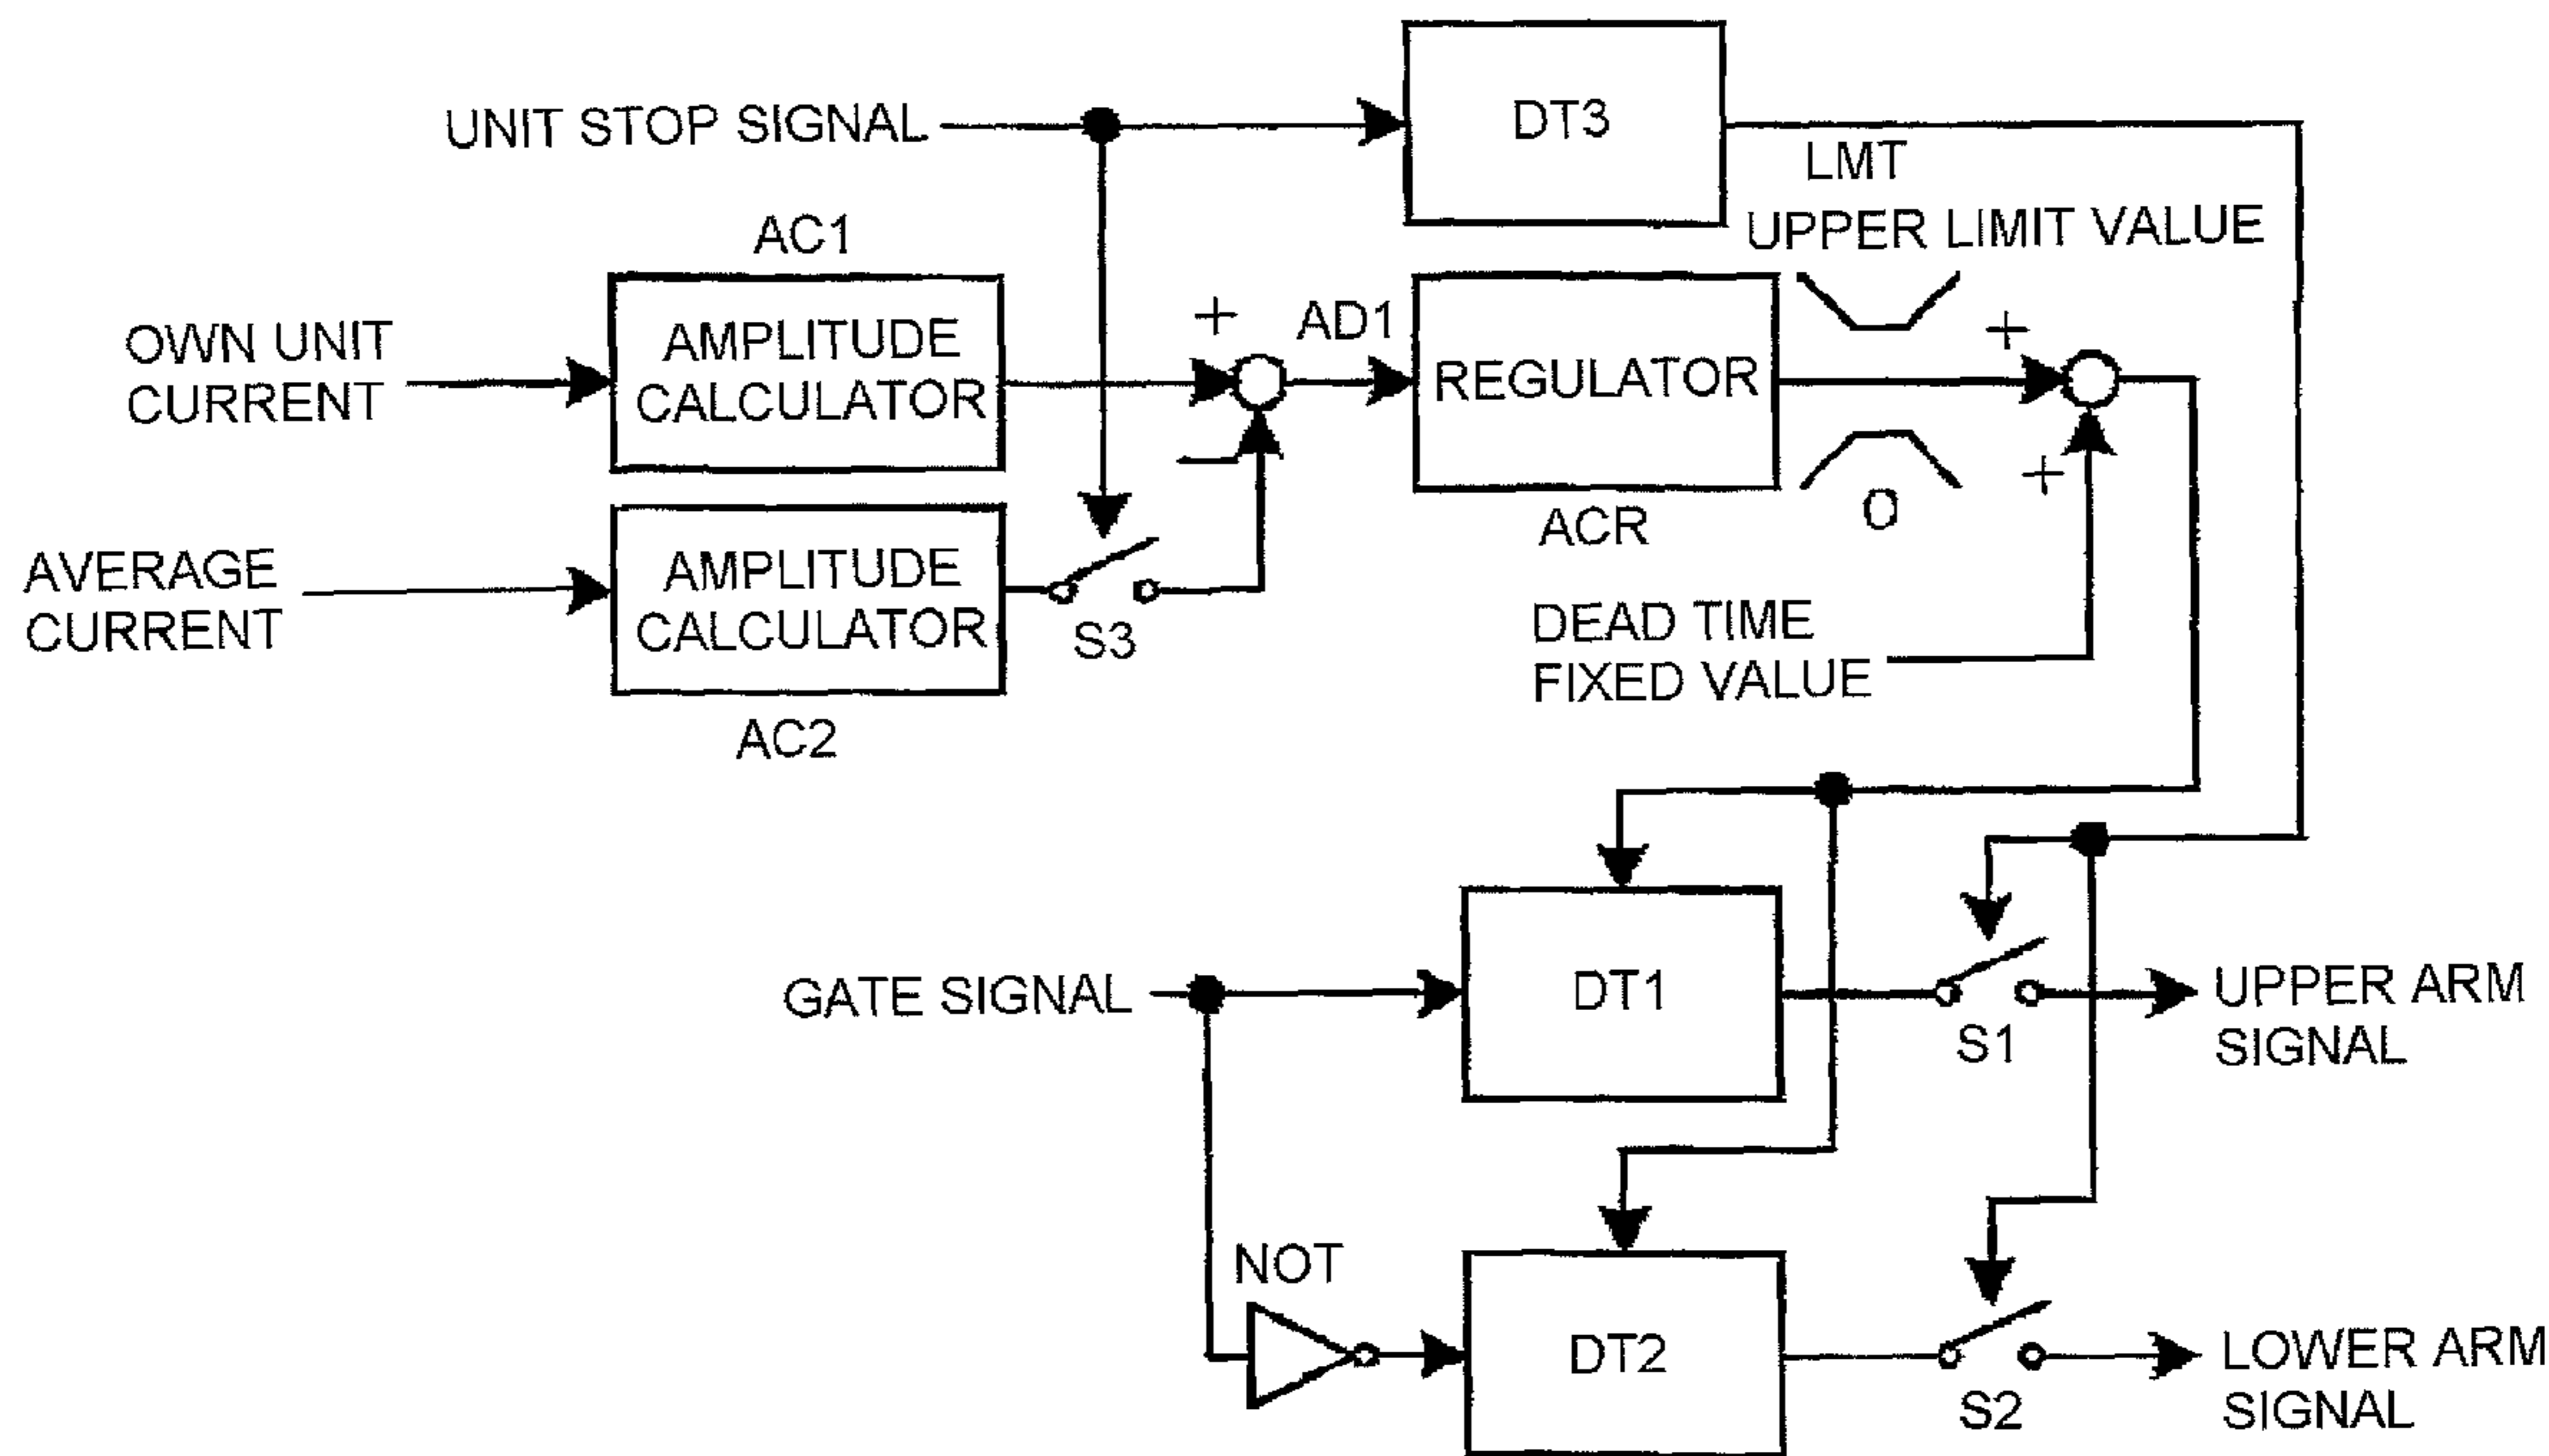 UNIT STOP SIGNAL
DT3
LMT
UPPER LIMIT VALUE
AC1
OWN UNIT
CURRENT
AMPLITUDE
CALCULATOR
+
AD1
REGULATOR
+
−
+
0
ACR
AVERAGE
CURRENT
AMPLITUDE
CALCULATOR
S3
AC2
DEAD TIME
FIXED VALUE
GATE SIGNAL
DT1
S1
UPPER ARM
SIGNAL
NOT
DT2
S2
LOWER ARM
SIGNAL